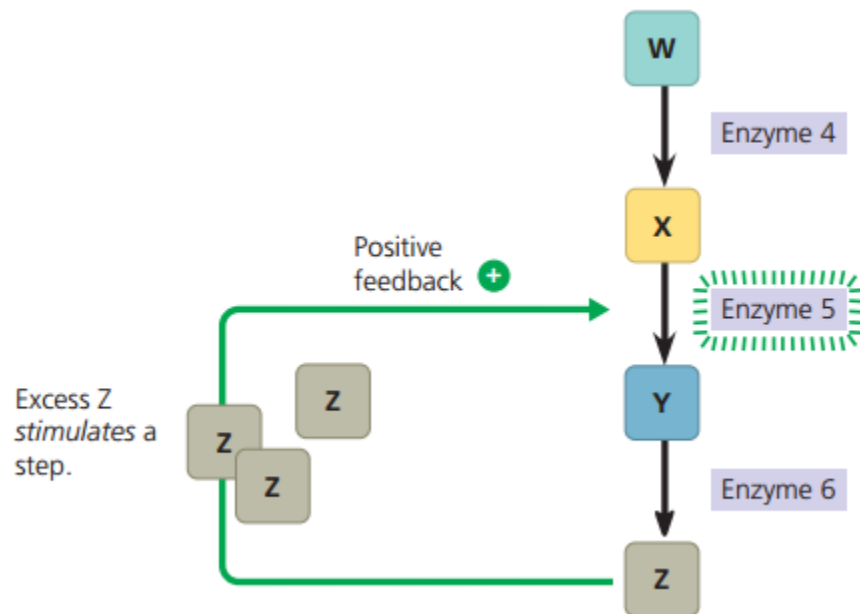 W
Enzyme 4
X
Positive
feedback +
Enzyme 5
Excess Z
stimulates a
step.
Z
Z
Z
Y
Enzyme 6
Z